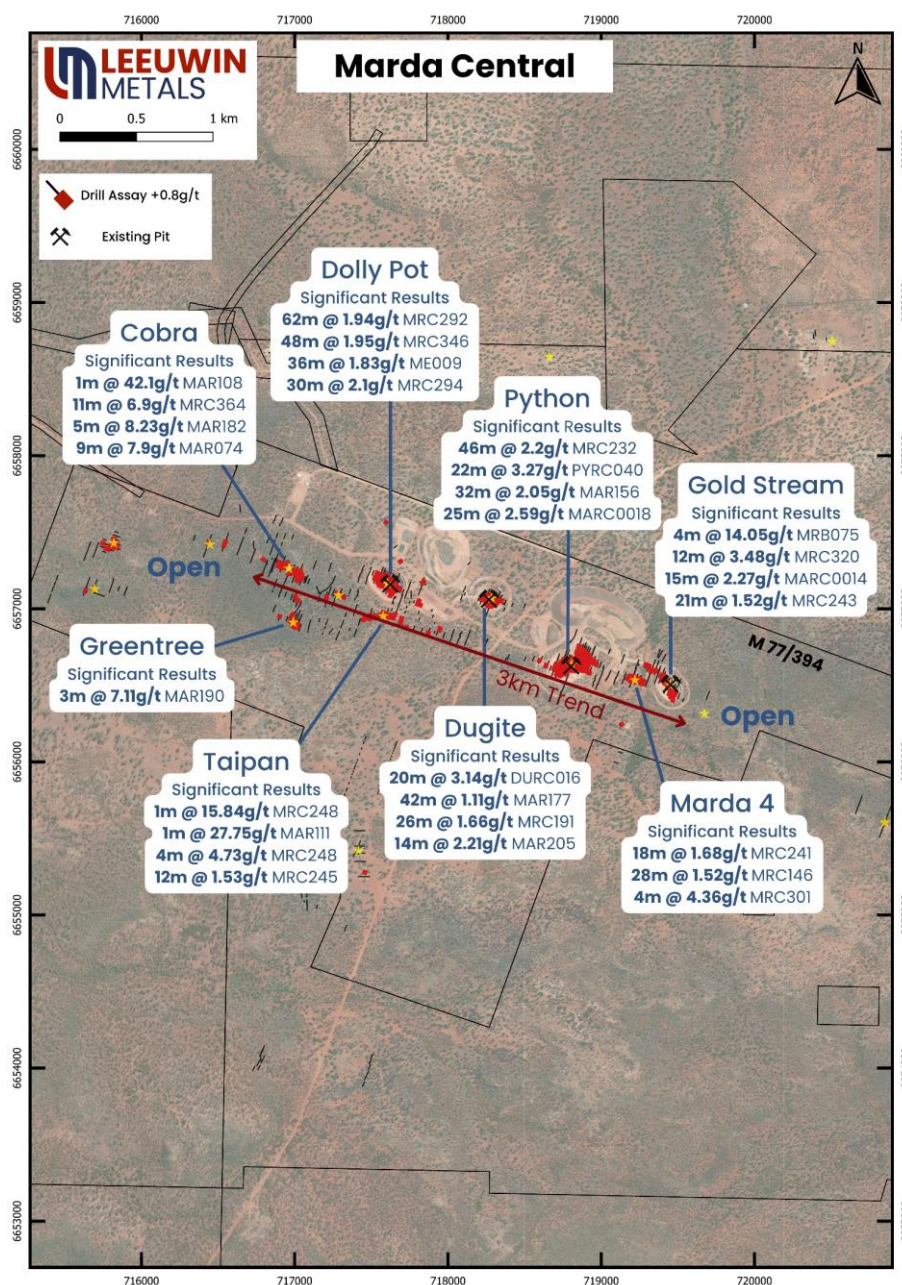 716000
717000
718000
719000
720000
LEEUWIN
METALS
Marda Central
N
0 0.5 1 km
Drill Assay +0.8g/t
Existing Pit
6660000
6659000
6658000
6657000
6656000
6655000
6654000
6653000
Dolly Pot
Significant Results
62m @ 1.94g/t MRC292
48m @ 1.95g/t MRC346
36m @ 1.83g/t ME009
30m @ 2.1g/t MRC294
Cobra
Significant Results
1m @ 42.1g/t MAR108
11m @ 6.9g/t MRC364
5m @ 8.23g/t MAR182
9m @ 7.9g/t MAR074
Python
Significant Results
46m @ 2.2g/t MRC232
22m @ 3.27g/t PYRC040
32m @ 2.05g/t MAR156
25m @ 2.59g/t MARC0018
Gold Stream
Significant Results
4m @ 14.05g/t MRB075
12m @ 3.48g/t MRC320
15m @ 2.27g/t MARC0014
21m @ 1.52g/t MRC243
Open
M 77/394
Greentree
Significant Results
3m @ 7.11g/t MAR190
3km Trend
Open
Taipan
Significant Results
1m @ 15.84g/t MRC248
1m @ 27.75g/t MAR111
4m @ 4.73g/t MRC248
12m @ 1.53g/t MRC245
Dugite
Significant Results
20m @ 3.14g/t DURC016
42m @ 1.11g/t MAR177
26m @ 1.66g/t MRC191
14m @ 2.21g/t MAR205
Marda 4
Significant Results
18m @ 1.68g/t MRC241
28m @ 1.52g/t MRC146
4m @ 4.36g/t MRC301
716000
717000
718000
719000
720000